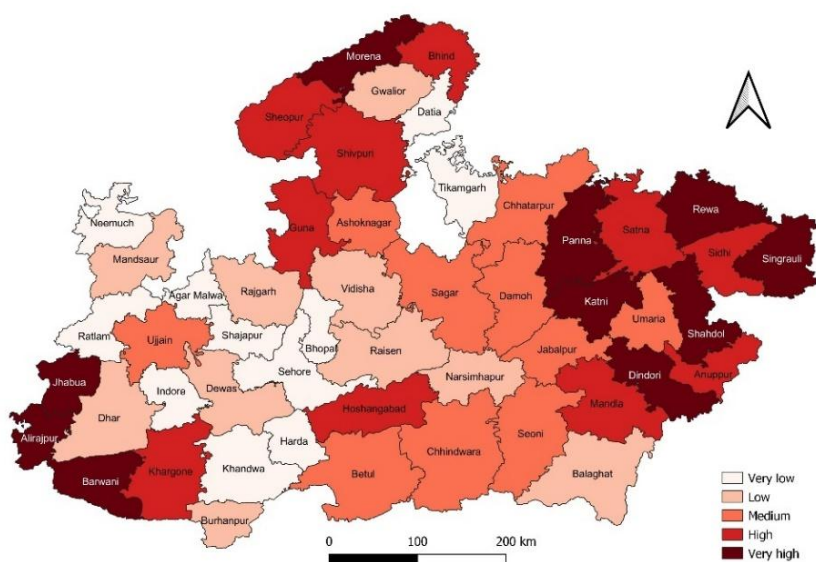 Morena
Bhind
Gwalior
Datia
Sheopur
Shivpuri
Tikamgarh
Chhatarpur
Neemuch
Guna
Ashoknagar
Panna
Satna
Rewa
Sidhi
Singrauli
Mandsaur
Agar Malwa
Rajgarh
Vidisha
Sagar
Damoh
Katni
Umaria
Shahdol
Ratlam
Ujjain
Shajapur
Bhopal
Raisen
Jabalpur
Anuppur
Jhabua
Indora
Dewas
Sehore
Narsimhapur
Dindori
Alirajpur
Dhar
Hoshangabad
Mandla
Harda
Barwani
Khargone
Khandwa
Betul
Chhindwara
Seoni
Balaghat
Burhanpur
Very low
Low
Medium
High
Very high
0 100 200 km